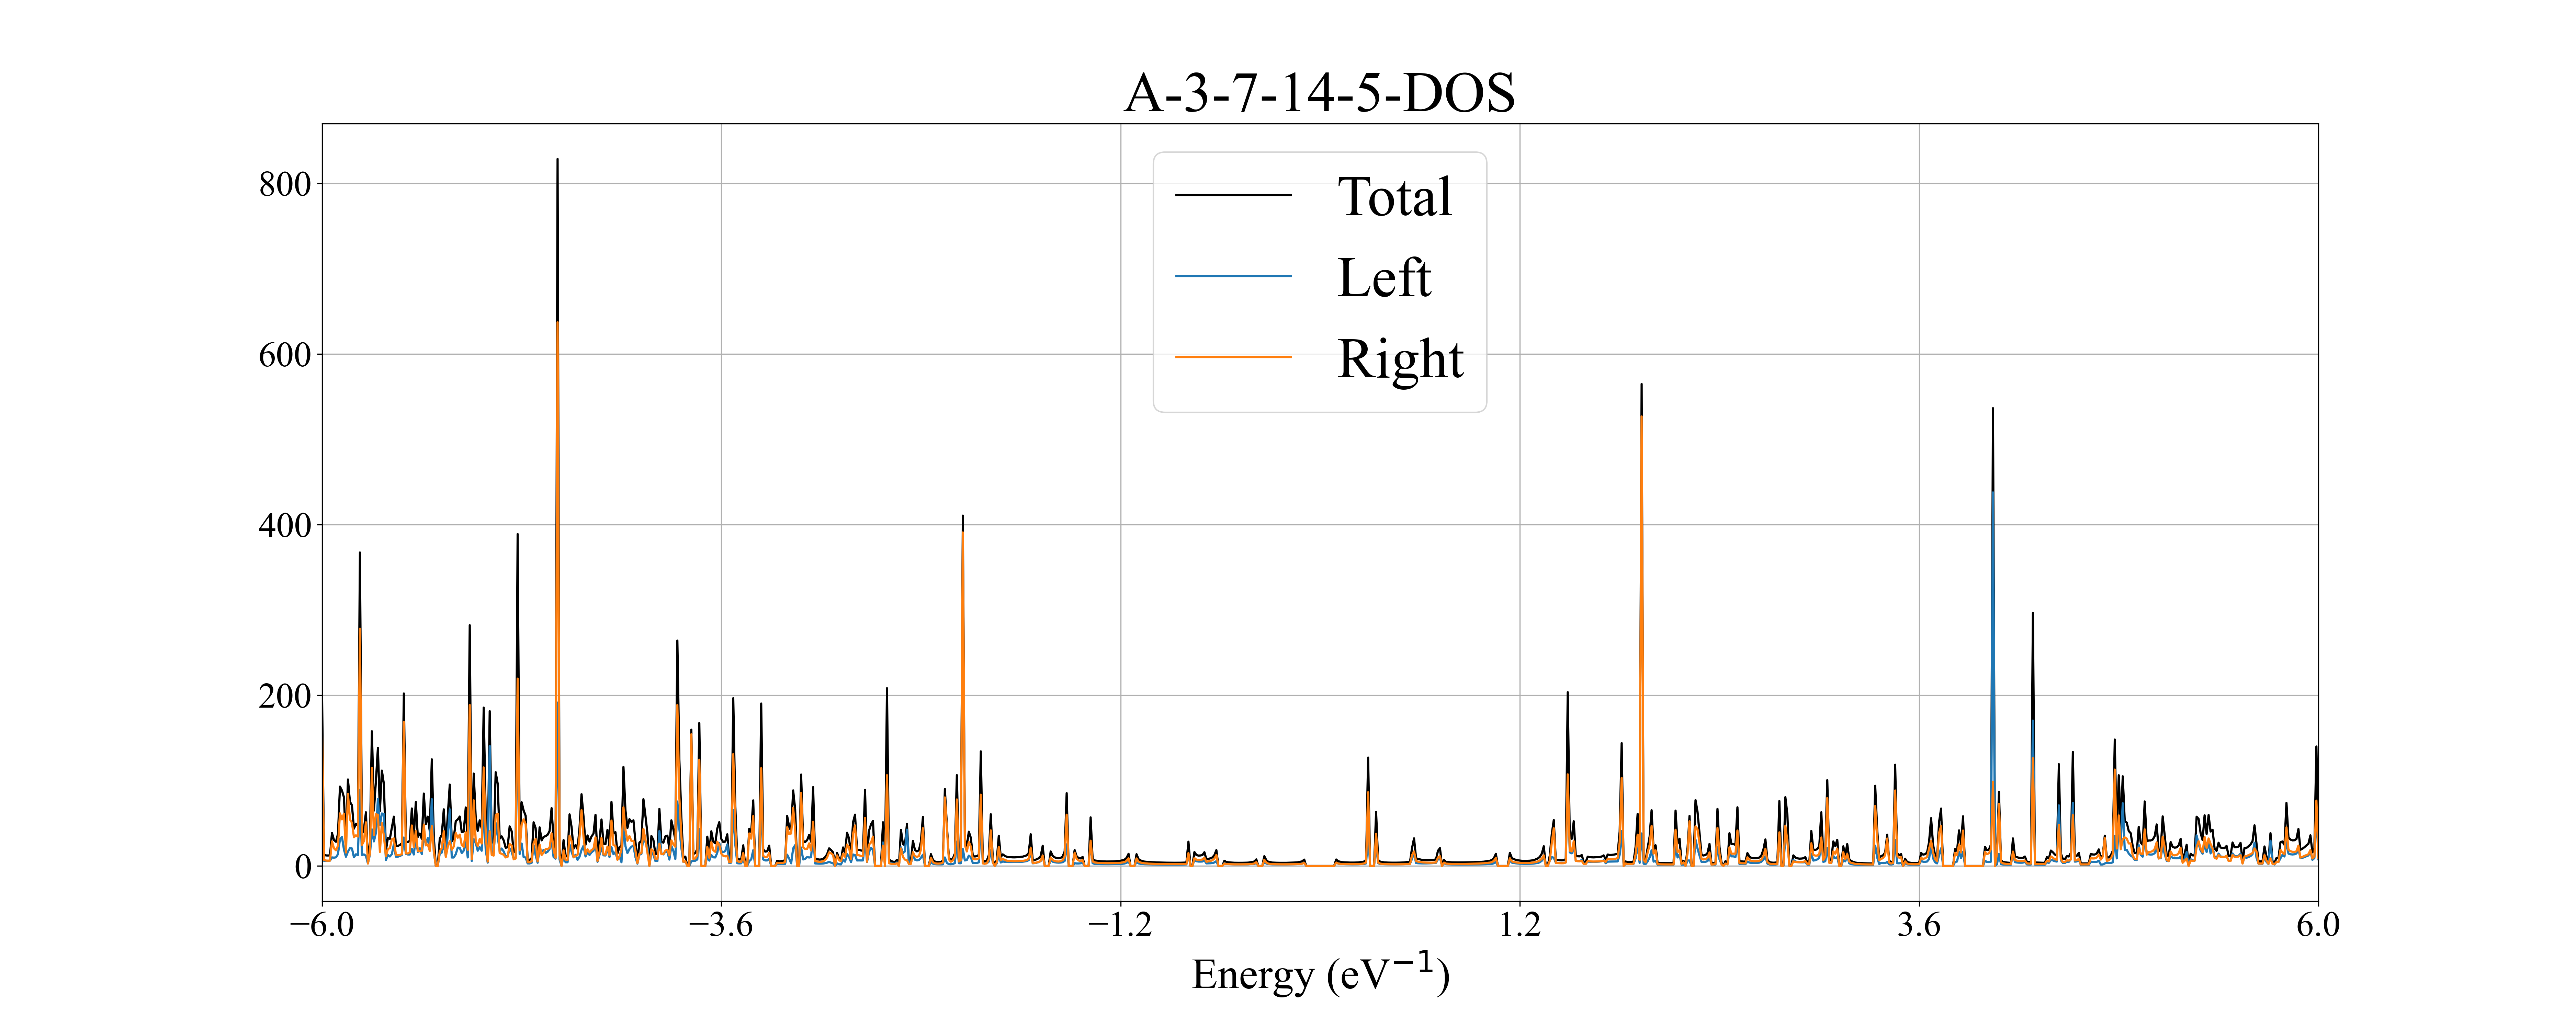 A-3-7-14-5-DOS
Total
Left
Right
800
600
400
200
0
−6.0 −3.6 −1.2 1.2 3.6 6.0
Energy (eV⁻¹)